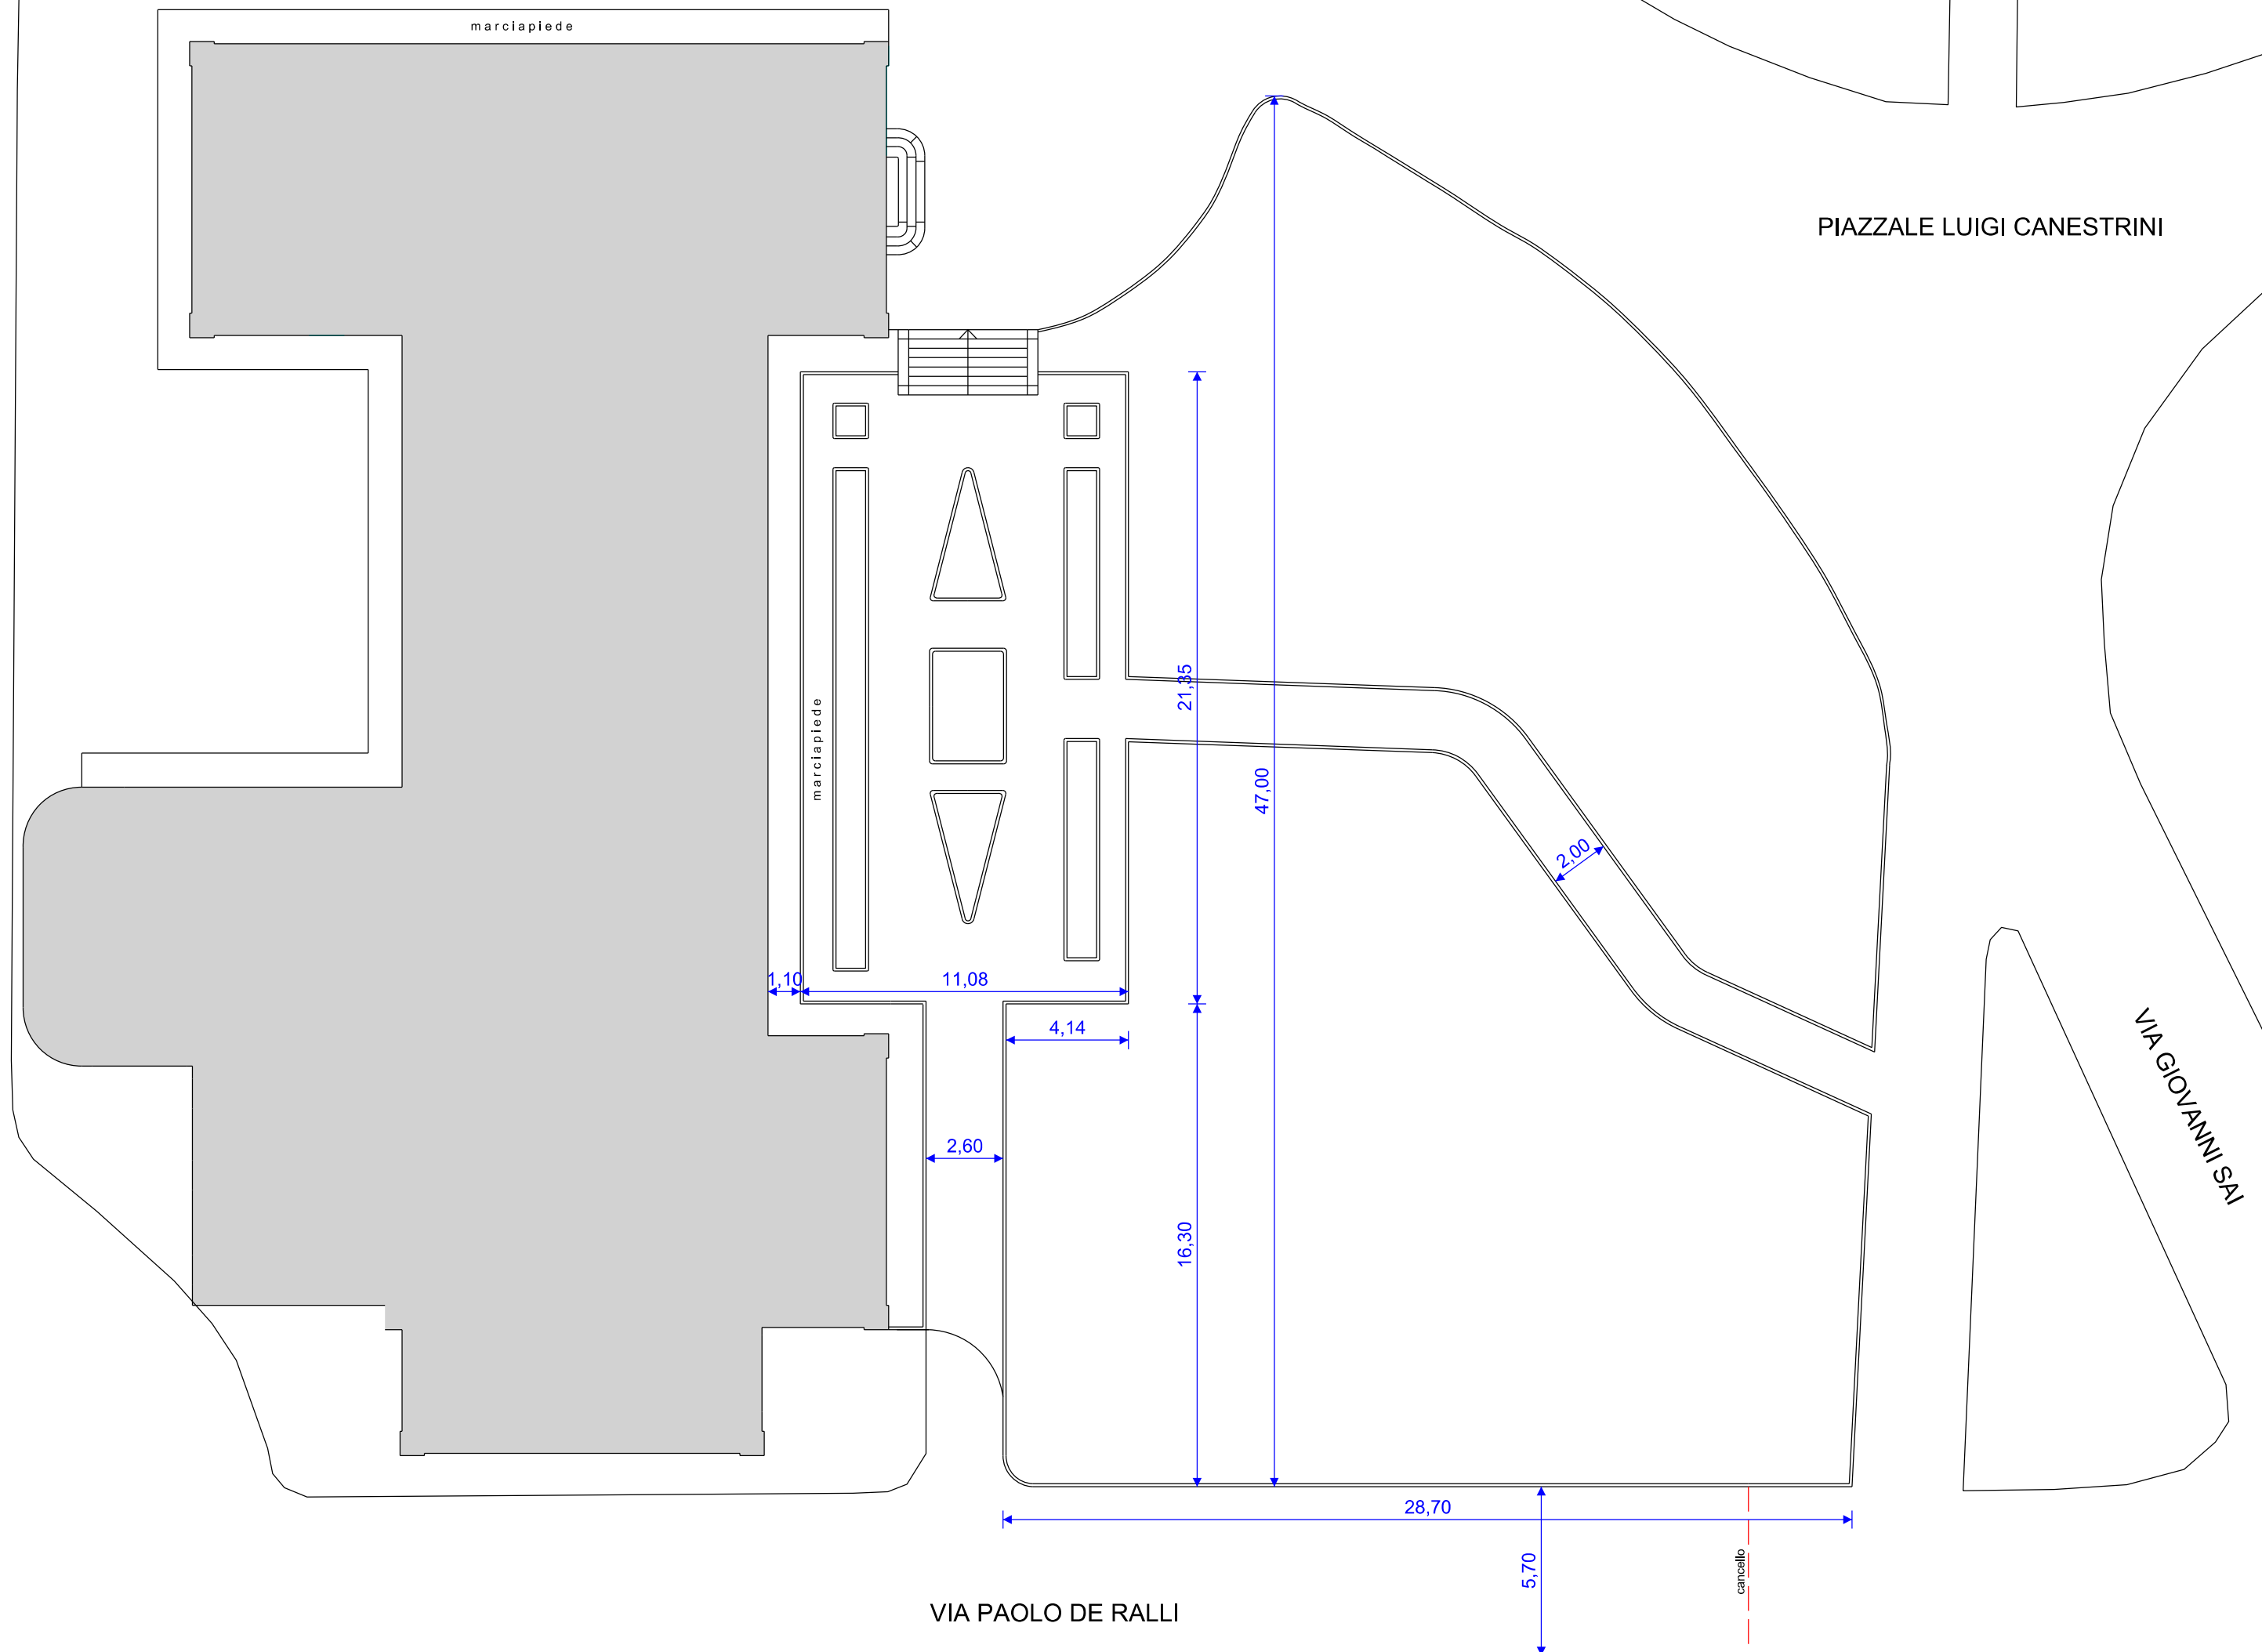 marciapiede
PIAZZALE LUIGI CANESTRINI
marciapiede
21,35
47,00
2,00
1,10
11,08
4,14
VIA GIOVANNI SAI
2,60
16,30
28,70
5,70
cancello
VIA PAOLO DE RALLI